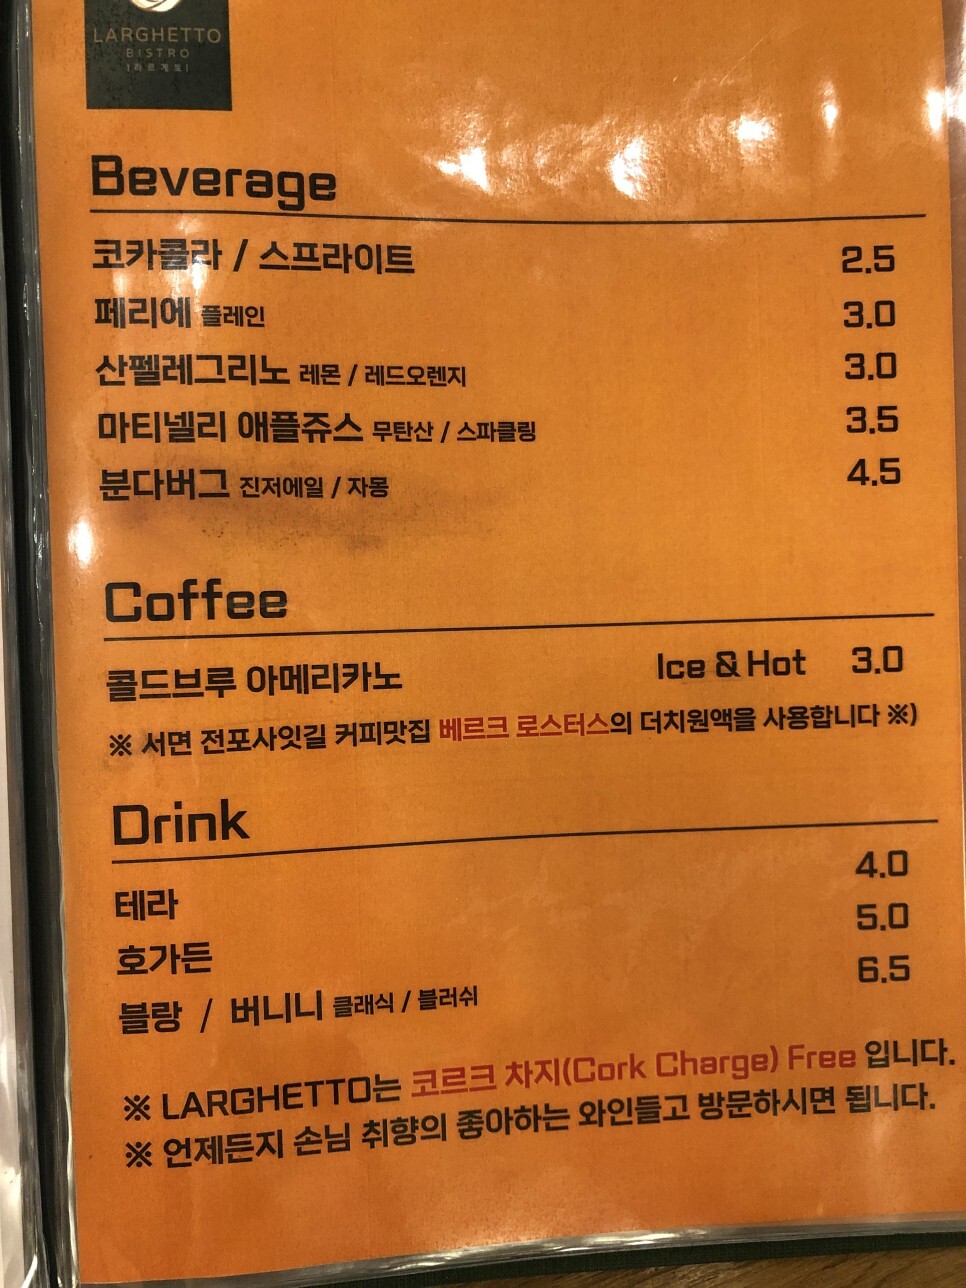 LARGHETTO
BISTRO
|라르게토|
Beverage
코카콜라 / 스프라이트 2.5
페리에 플레인 3.0
산펠레그리노 레몬 / 레드오렌지 3.0
마티넬리 애플쥬스 무탄산 / 스파클링 3.5
분다버그 진저에일 / 자몽 4.5
Coffee
콜드브루 아메리카노 Ice & Hot 3.0
※ 서면 전포사잇길 커피맛집 베르크 로스터스의 더치원액을 사용합니다 ※)
Drink
테라 4.0
호가든 5.0
블랑 / 버니니 클래식 / 블러쉬 6.5
※ LARGHETTO는 코르크 차지(Cork Charge) Free 입니다.
※ 언제든지 손님 취향의 좋아하는 와인들고 방문하시면 됩니다.